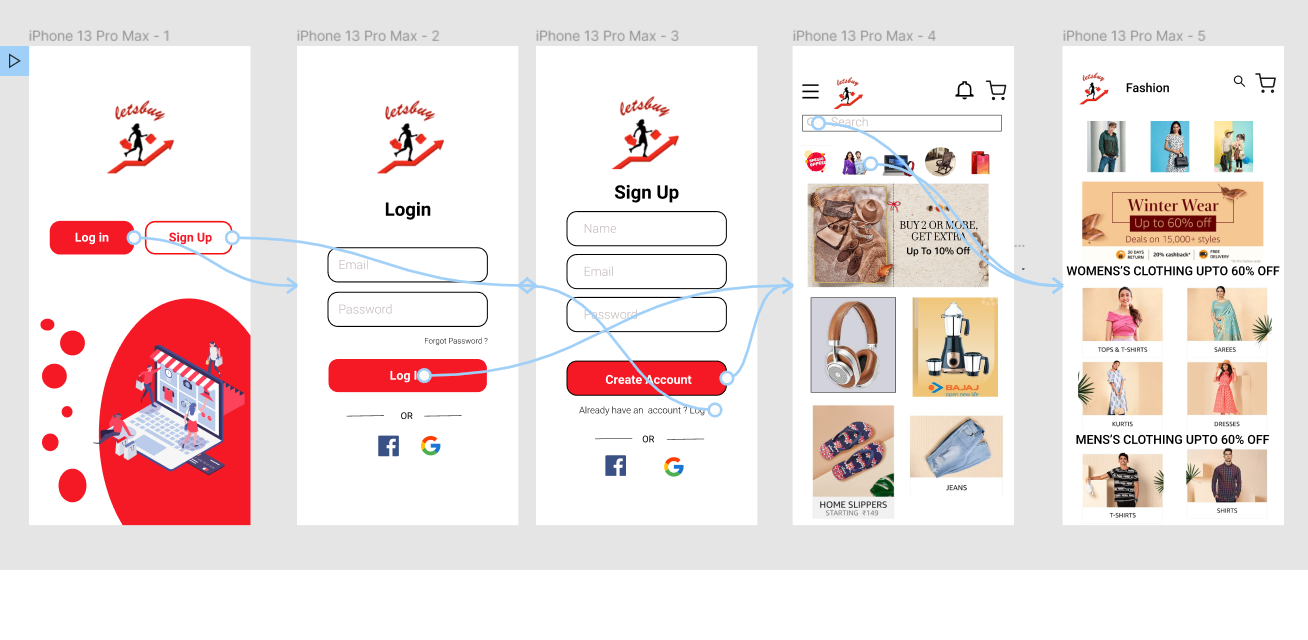 iPhone 13 Pro Max - 1
letsbuy
Log in
Sign Up
iPhone 13 Pro Max - 2
letsbuy
Login
Email
Password
Forgot Password ?
Log I
OR
iPhone 13 Pro Max - 3
letsbuy
Sign Up
Name
Email
Password
Create Account
Already have an account ? Log
OR
iPhone 13 Pro Max - 4
letsbuy
Search
BUY 2 OR MORE,
GET EXTRA
Up To 10% Off
BAJAJ
HOME SLIPPERS
STARTING ₹149
JEANS
iPhone 13 Pro Max - 5
letsbuy
Fashion
Winter Wear
Up to 60% off
Deals on 15,000+ styles
30 DAYS
RETURN
20% cashback*
FREE
DELIVERY
WOMENS'S CLOTHING UPTO 60% OFF
TOPS & T-SHIRTS
SAREES
KURTIS
DRESSES
MENS'S CLOTHING UPTO 60% OFF
T-SHIRTS
SHIRTS